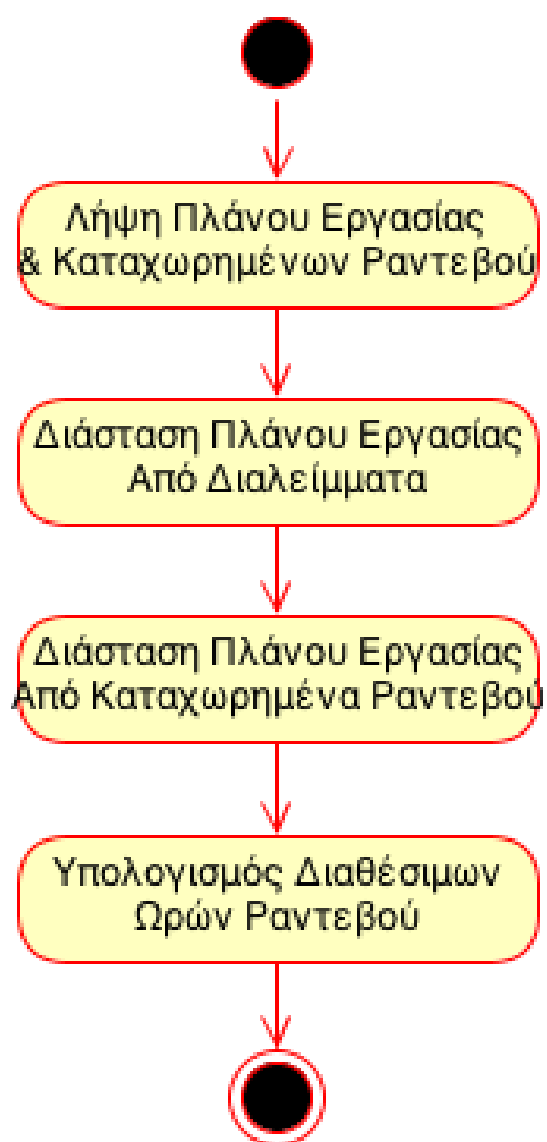 Λήψη Πλάνου Εργασίας
& Καταχωρημένων Ραντεβού
Διάσταση Πλάνου Εργασίας
Από Διαλείμματα
Διάσταση Πλάνου Εργασίας
Από Καταχωρημένα Ραντεβού
Υπολογισμός Διαθέσιμων
Ωρών Ραντεβού